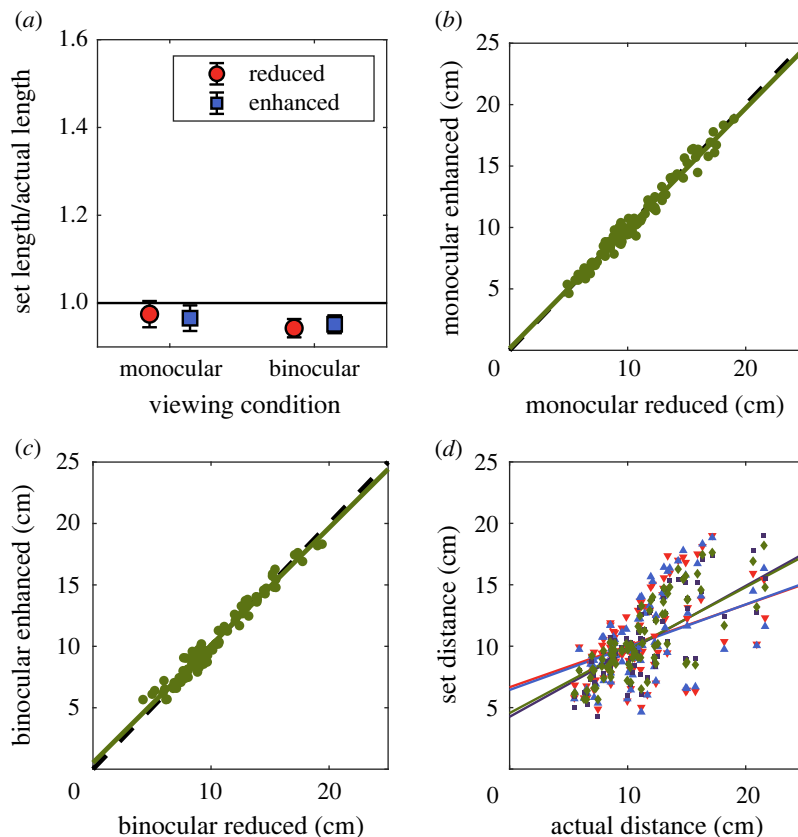 (a)
1.6
1.4
1.2
1.0
set length/actual length
reduced
enhanced
monocular
binocular
viewing condition
(b)
25
20
15
10
5
0
10
20
monocular enhanced (cm)
monocular reduced (cm)
(c)
25
20
15
10
5
0
10
20
binocular enhanced (cm)
binocular reduced (cm)
(d)
25
20
15
10
5
0
10
20
set distance (cm)
actual distance (cm)